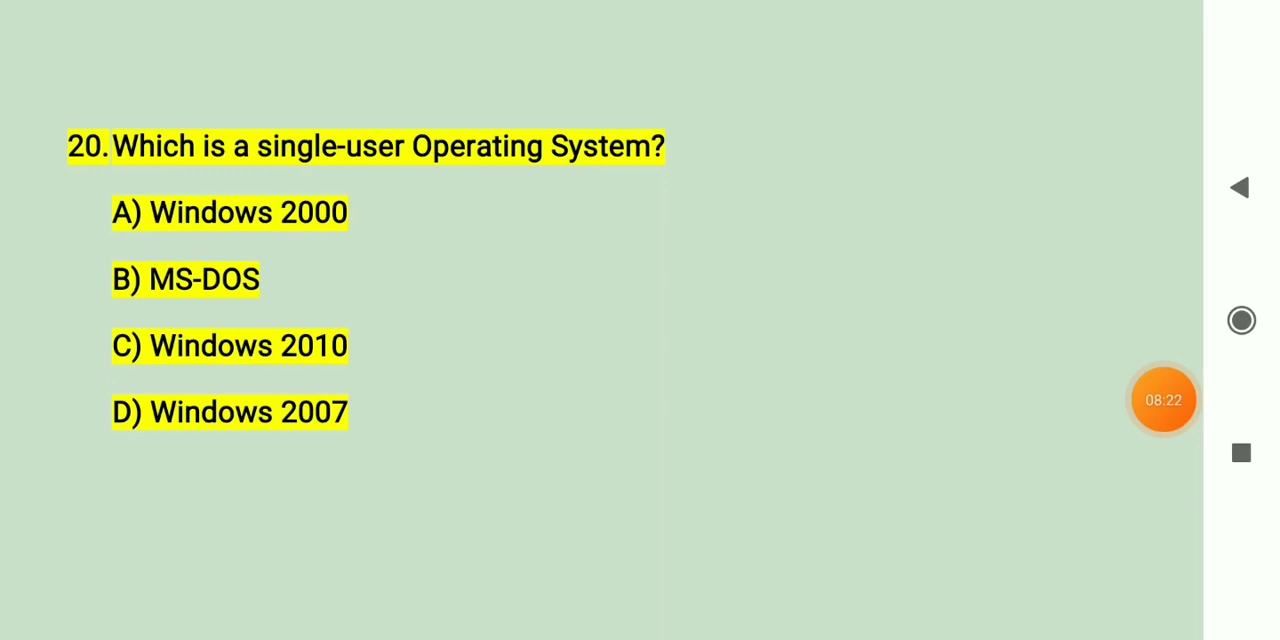 20. Which is a single-user Operating System?
A) Windows 2000
B) MS-DOS
C) Windows 2010
D) Windows 2007
08:22